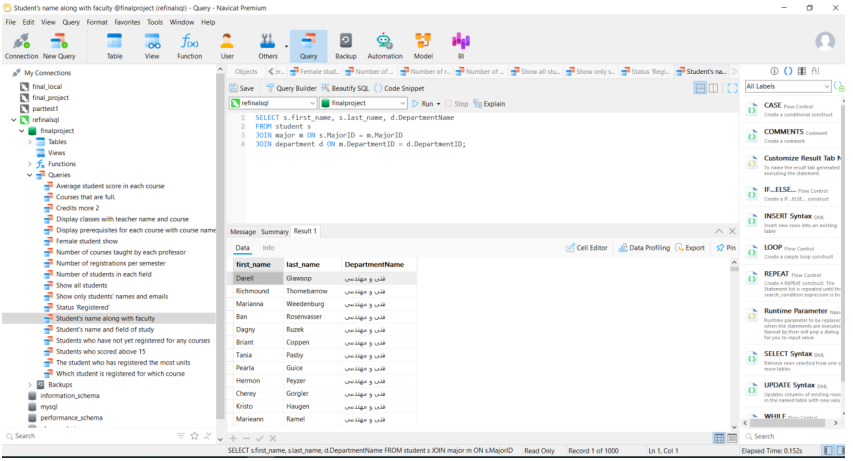 Student's name along with faculty @finalproject (refinalsql) - Query - Navicat Premium
File Edit View Query Format Favorites Tools Window Help
Connection New Query Table View Function User Others Query Backup Automation Model BI
My Connections
final_local
final_project
parttest1
refinalsql
finalproject
Tables
Views
Functions
Queries
Average student score in each course
Courses that are full.
Credits more 2
Display classes with teacher name and course
Display prerequisites for each course with course name
Female student show
Number of courses taught by each professor
Number of registrations per semester
Number of students in each field
Show all students
Show only students' names and emails
Status 'Registered'
Student's name along with faculty
Student's name and field of study
Students who have not yet registered for any courses
Students who scored above 15
The student who has registered the most units
Which student is registered for which course
Backups
information_schema
mysql
performance_schema
Search
Objects Female stud... Number of ... Number of r... Number of ... Show all stu... Show only s... Status 'Regi... Student's na...
Save Query Builder Beautify SQL () Code Snippet
refinalsql finalproject Run Stop Explain
1 SELECT s.first_name, s.last_name, d.DepartmentName
2 FROM student s
3 JOIN major m ON s.MajorID = m.MajorID
4 JOIN department d ON m.DepartmentID = d.DepartmentID;
Message Summary Result 1
Data Info Cell Editor Data Profiling Export Pin
first_name last_name DepartmentName
Darell Glawsop فنی و مهندسی
Richmound Thornebarrow فنی و مهندسی
Marianna Weedenburg فنی و مهندسی
Ban Rosenvasser فنی و مهندسی
Dagny Ruzek فنی و مهندسی
Briant Coppen فنی و مهندسی
Tania Pasby فنی و مهندسی
Pearla Guice فنی و مهندسی
Hermon Peyzer فنی و مهندسی
Cherey Gorgler فنی و مهندسی
Kristo Haugen فنی و مهندسی
Marieann Ramel فنی و مهندسی
SELECT s.first_name, s.last_name, d.DepartmentName FROM student s JOIN major m ON s.MajorID Read Only Record 1 of 1000 Ln 1, Col 1 Elapsed Time: 0.152s
All Labels
CASE Flow Control
Create a conditional construct
COMMENTS Comment
Create a comment
Customize Result Tab N
To name the result tab generated
executing the statement.
IF...ELSE... Flow Control
Create a IF...ELSE... construct
INSERT Syntax DML
Insert new rows into an existing
table
LOOP Flow Control
Create a simple loop construct
REPEAT Flow Control
Create A REPEAT construct. The
Statement list is repeated until the
search_condition expression is tr
Runtime Parameter
Runtime parameter to be replaced
when the statements are executed
Navicat by then will pop a dialog
for you to input value.
SELECT Syntax DML
Retrieve rows selected from one o
more tables
UPDATE Syntax DML
Updates columns of existing rows
in the named table with new valu
WHILE
Search